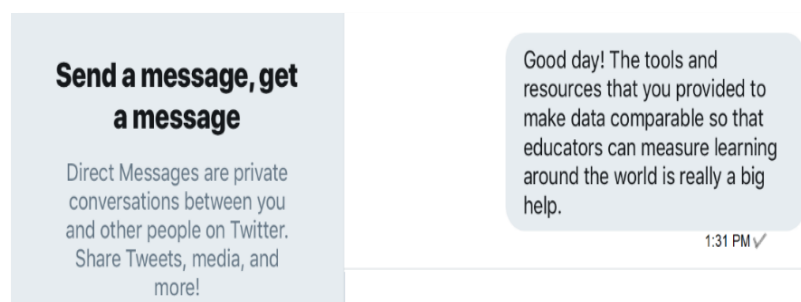 Send a message, get
a message
Direct Messages are private
conversations between you
and other people on Twitter.
Share Tweets, media, and
more!
Good day! The tools and
resources that you provided to
make data comparable so that
educators can measure learning
around the world is really a big
help.
1:31 PM ✓